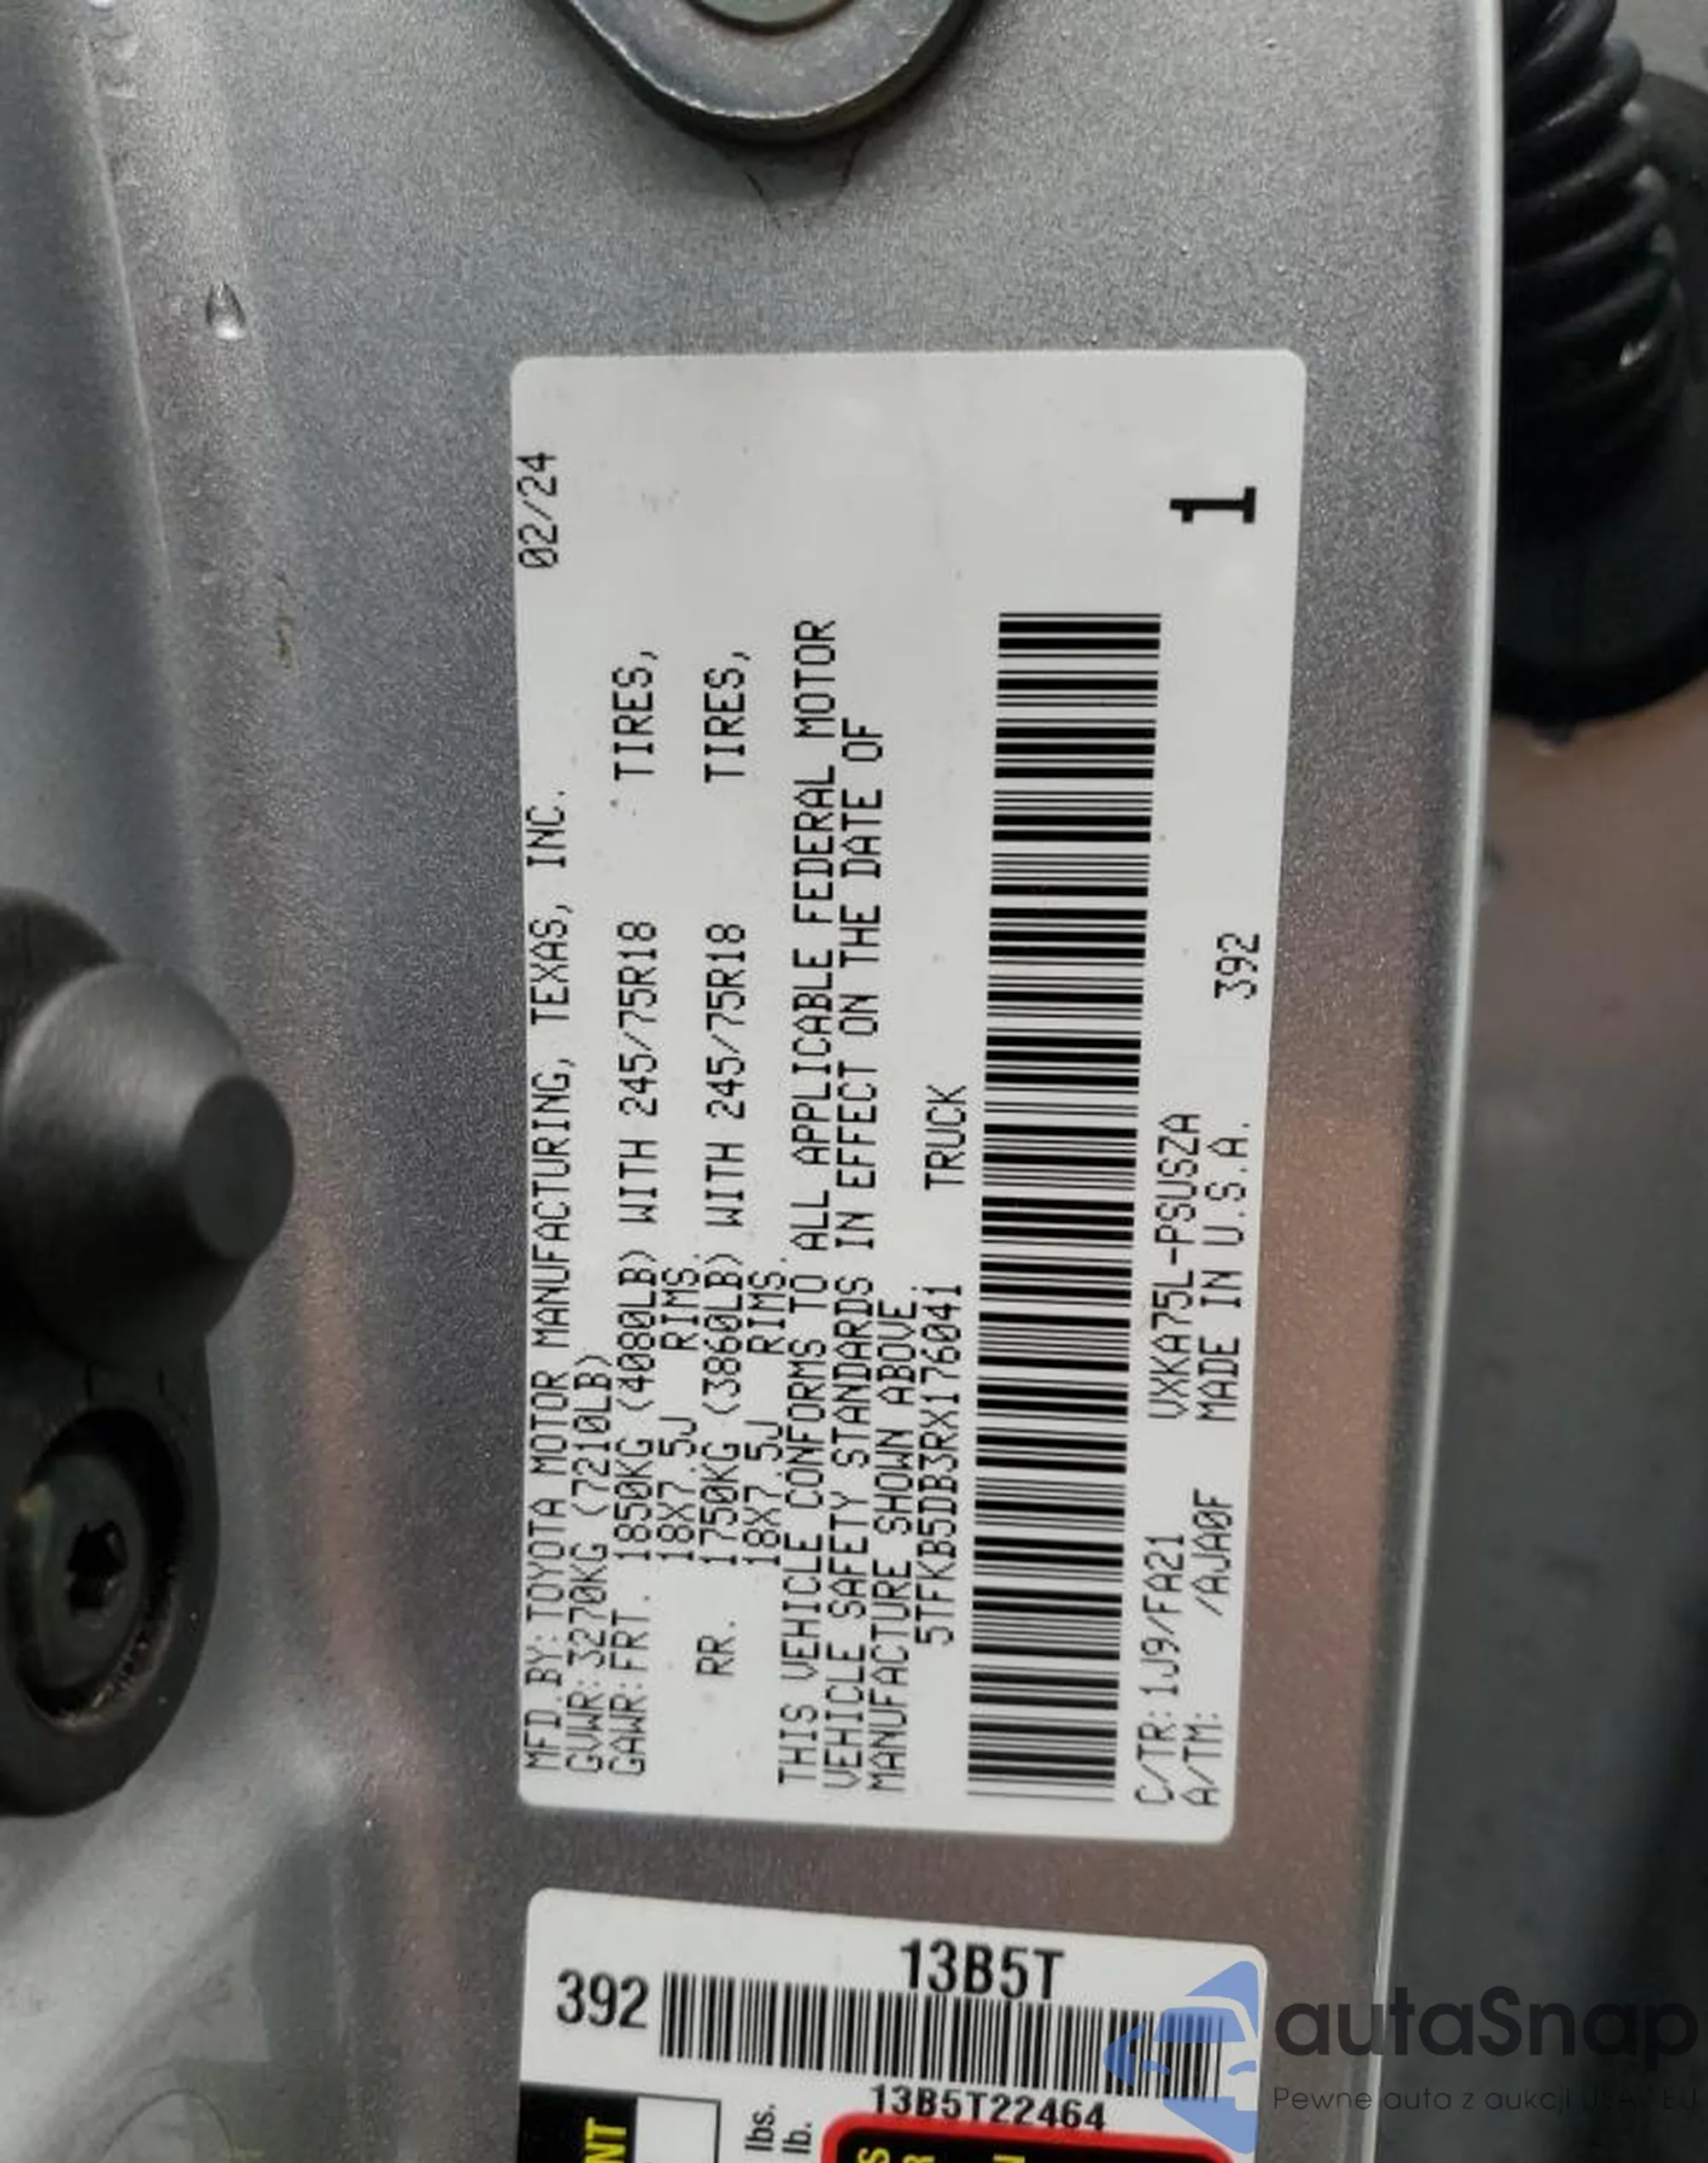 MFD.BY:TOYOTA MOTOR MANUFACTURING, TEXAS, INC. 02/24
GVWR:3270KG (7210LB)
GAWR:FRT. 1850KG (4080LB) WITH 245/75R18 TIRES,
18X7.5J RIMS.
RR. 1750KG (3860LB) WITH 245/75R18 TIRES,
18X7.5J RIMS.
THIS VEHICLE CONFORMS TO ALL APPLICABLE FEDERAL MOTOR
VEHICLE SAFETY STANDARDS IN EFFECT ON THE DATE OF
MANUFACTURE SHOWN ABOVE.
5TFKB5DB3RX176041 TRUCK
C/TR:1J9/FA21 VXKA75L-PSUSZA
A/TM: /AJA0F MADE IN U.S.A. 392
1
13B5T
392
13B5T22464
lbs.
lb.
autaSnap
Pewne auta z aukcji USA i EU